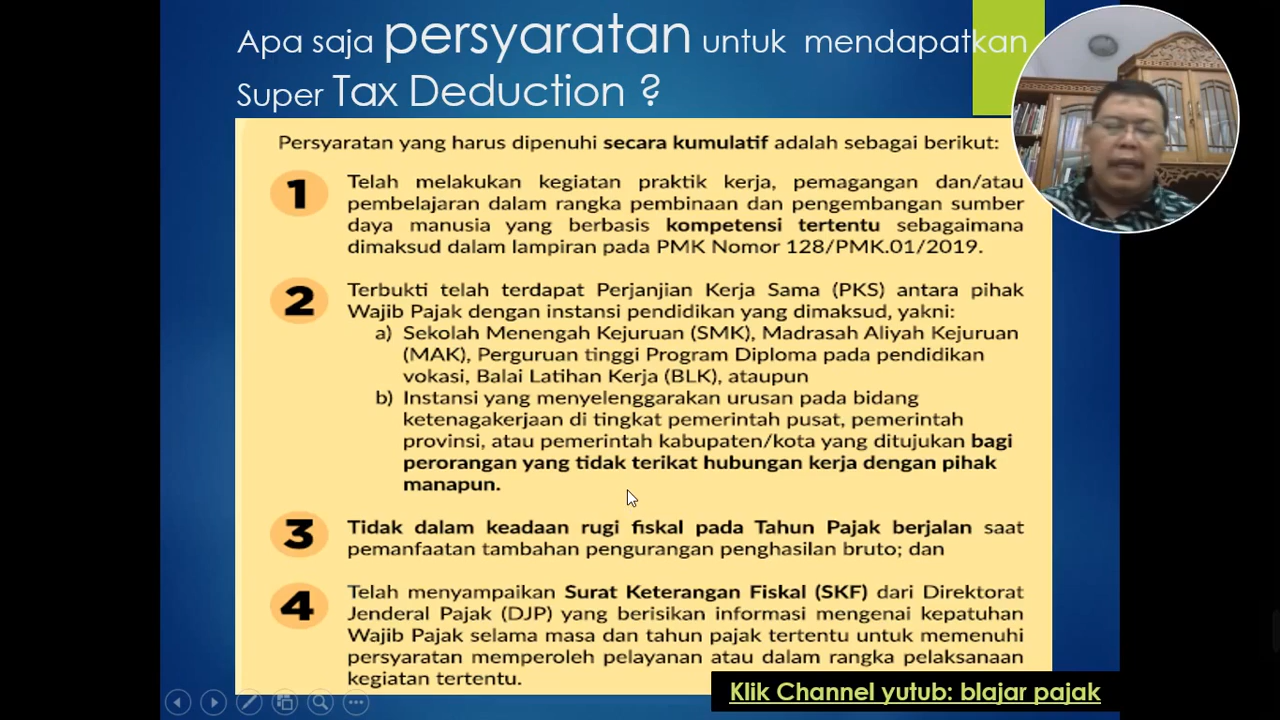 Apa saja persyaratan untuk mendapatkan
Super Tax Deduction ?
Persyaratan yang harus dipenuhi secara kumulatif adalah sebagai berikut:
1 Telah melakukan kegiatan praktik kerja, pemagangan dan/atau
pembelajaran dalam rangka pembinaan dan pengembangan sumber
daya manusia yang berbasis kompetensi tertentu sebagaimana
dimaksud dalam lampiran pada PMK Nomor 128/PMK.01/2019.
2 Terbukti telah terdapat Perjanjian Kerja Sama (PKS) antara pihak
Wajib Pajak dengan instansi pendidikan yang dimaksud, yakni:
a) Sekolah Menengah Kejuruan (SMK), Madrasah Aliyah Kejuruan
(MAK), Perguruan tinggi Program Diploma pada pendidikan
vokasi, Balai Latihan Kerja (BLK), ataupun
b) Instansi yang menyelenggarakan urusan pada bidang
ketenagakerjaan di tingkat pemerintah pusat, pemerintah
provinsi, atau pemerintah kabupaten/kota yang ditujukan bagi
perorangan yang tidak terikat hubungan kerja dengan pihak
manapun.
3 Tidak dalam keadaan rugi fiskal pada Tahun Pajak berjalan saat
pemanfaatan tambahan pengurangan penghasilan bruto; dan
4 Telah menyampaikan Surat Keterangan Fiskal (SKF) dari Direktorat
Jenderal Pajak (DJP) yang berisikan informasi mengenai kepatuhan
Wajib Pajak selama masa dan tahun pajak tertentu untuk memenuhi
persyaratan memperoleh pelayanan atau dalam rangka pelaksanaan
kegiatan tertentu.
Klik Channel yutub: blajar pajak